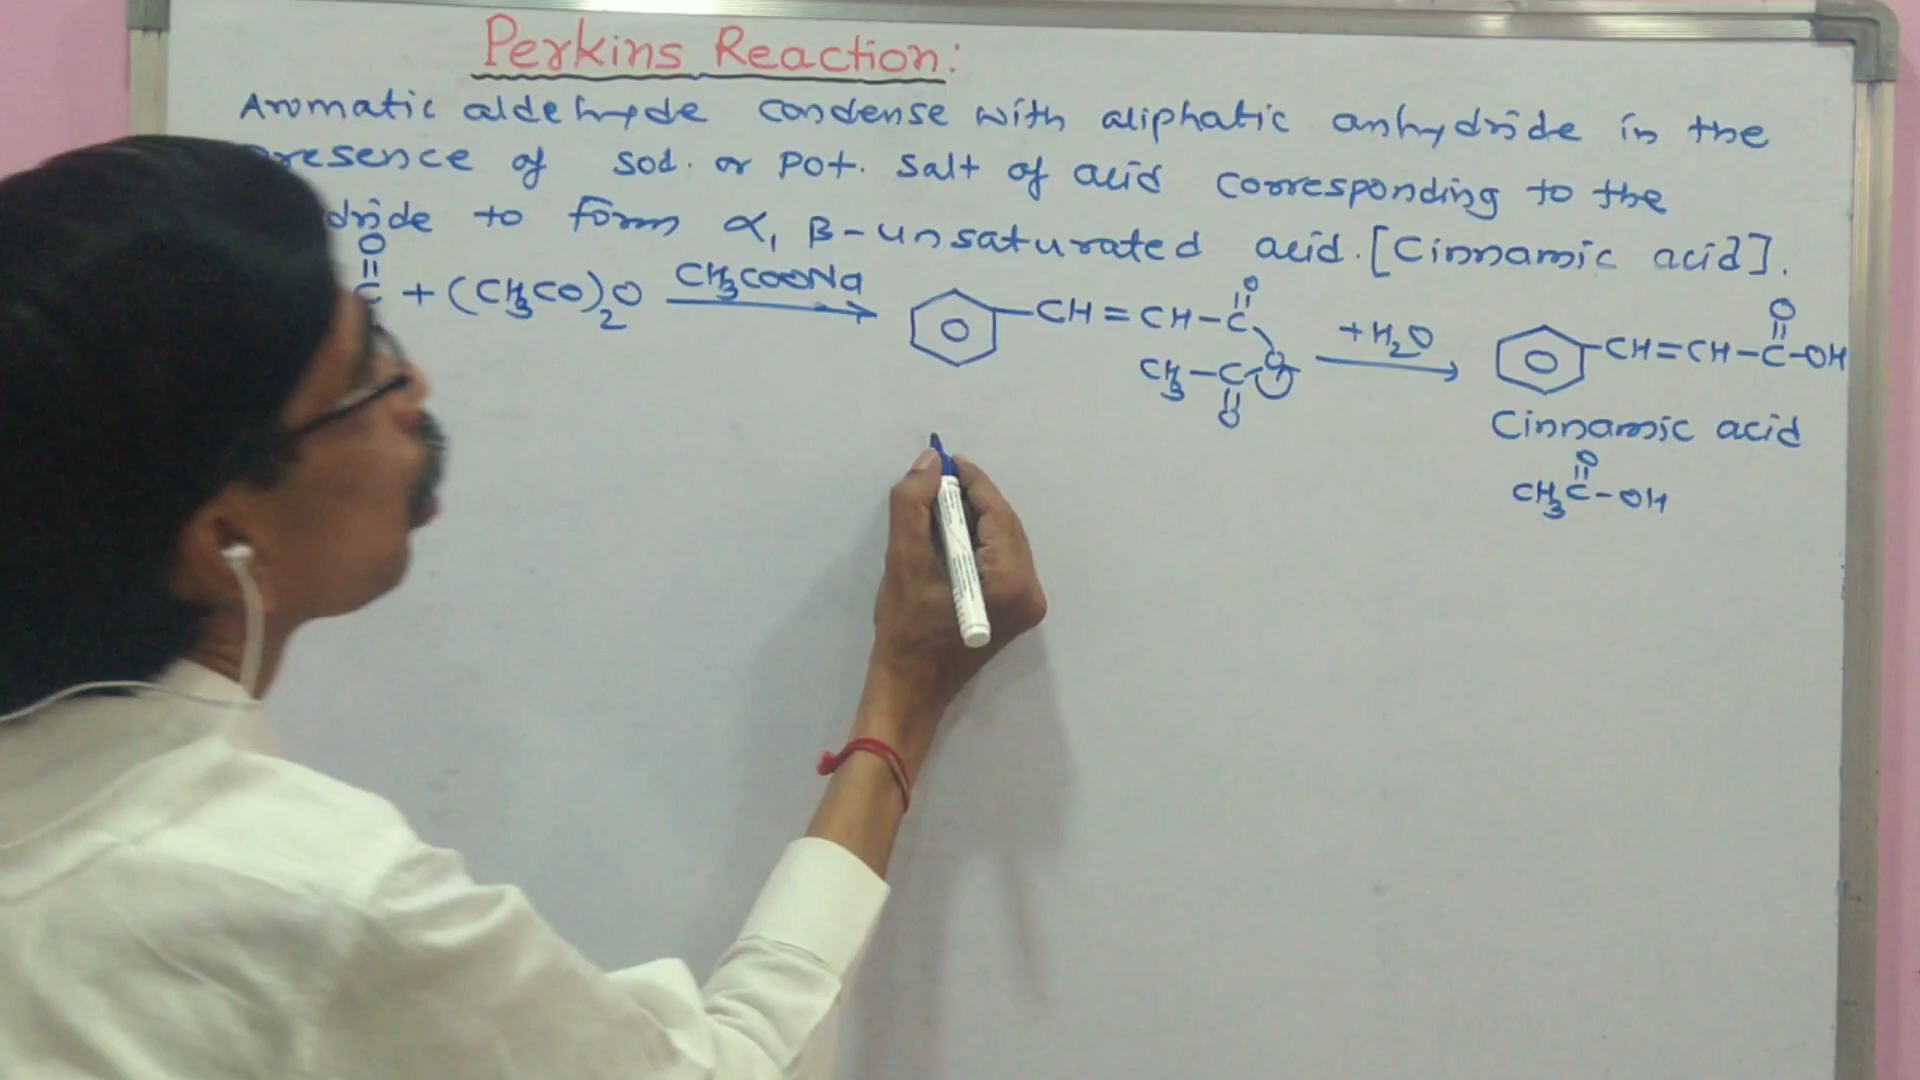 Perkins Reaction:
Aromatic aldehyde condense with aliphatic anhydride in the
presence of sod. or pot. salt of acid corresponding to the
dride to form α, β-unsaturated acid. [Cinnamic acid].
O
||
C + (CH3CO)2O CH3COONa CH=CH-C O +H2O CH=CH-C-OH
O
||
O
||
CH3-C
||
O
Cinnamic acid
O
||
CH3C-OH